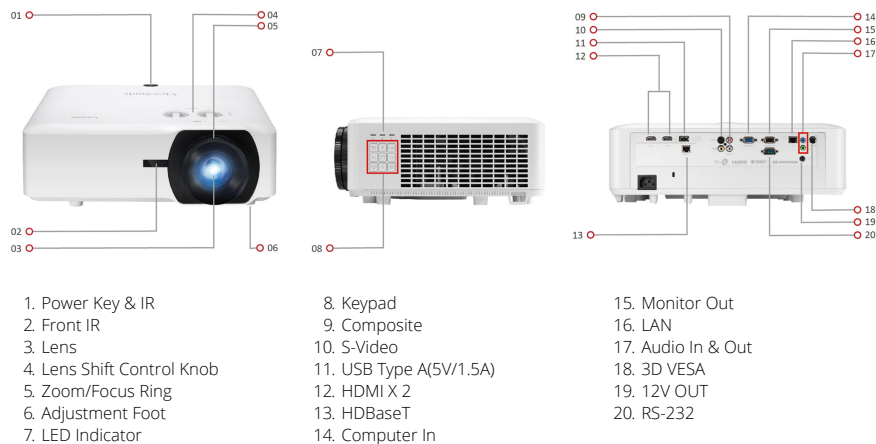 01
04
05
02
03
06
07
08
09
10
11
12
14
15
16
17
13
18
19
20
ViewSonic
1. Power Key & IR
2. Front IR
3. Lens
4. Lens Shift Control Knob
5. Zoom/Focus Ring
6. Adjustment Foot
7. LED Indicator
8. Keypad
9. Composite
10. S-Video
11. USB Type A(5V/1.5A)
12. HDMI X 2
13. HDBaseT
14. Computer In
15. Monitor Out
16. LAN
17. Audio In & Out
18. 3D VESA
19. 12V OUT
20. RS-232